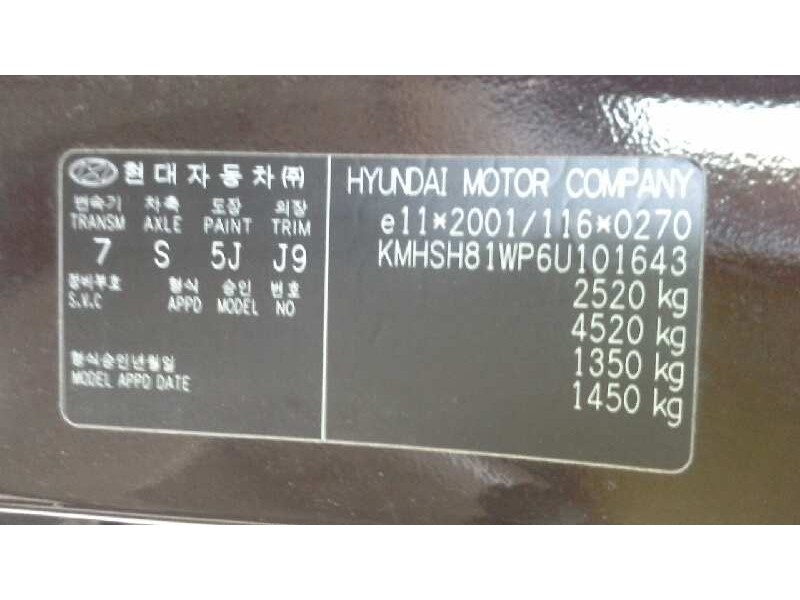 현대자동차(주)
변속기 차축 도장 외장
TRANSM AXLE PAINT TRIM
7 S 5J J9
장비부호 형식 승인 번호
S.V.C APPD MODEL NO
형식승인년월일
MODEL APPD DATE
HYUNDAI MOTOR COMPANY
e11*2001/116*0270
KMHSH81WP6U101643
2520 kg
4520 kg
1350 kg
1450 kg